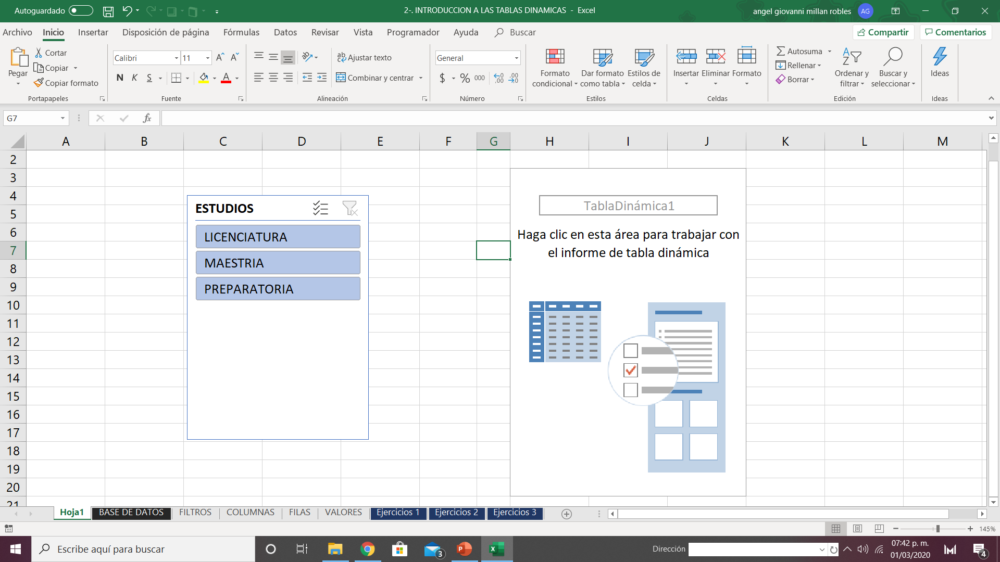 Autoguardado
2-. INTRODUCCION A LAS TABLAS DINAMICAS - Excel
angel giovanni millan robles AG
Archivo Inicio Insertar Disposición de página Fórmulas Datos Revisar Vista Programador Ayuda Buscar
Compartir Comentarios
Pegar
Cortar
Copiar
Copiar formato
Portapapeles
Calibri 11
N K S
Fuente
Ajustar texto
Combinar y centrar
Alineación
General
$ % 000
Número
Formato condicional
Dar formato como tabla
Estilos de celda
Estilos
Insertar Eliminar Formato
Celdas
Autosuma
Rellenar
Borrar
Ordenar y filtrar
Buscar y seleccionar
Edición
Ideas
Ideas
G7
fx
A B C D E F G H I J K L M
2
3
4
5
6
7
8
9
10
11
12
13
14
15
16
17
18
19
20
21
ESTUDIOS
LICENCIATURA
MAESTRIA
PREPARATORIA
TablaDinámica1
Haga clic en esta área para trabajar con
el informe de tabla dinámica
Hoja1 BASE DE DATOS FILTROS COLUMNAS FILAS VALORES Ejercicios 1 Ejercicios 2 Ejercicios 3
145%
Escribe aquí para buscar
3
Dirección
07:42 p. m.
01/03/2020
4